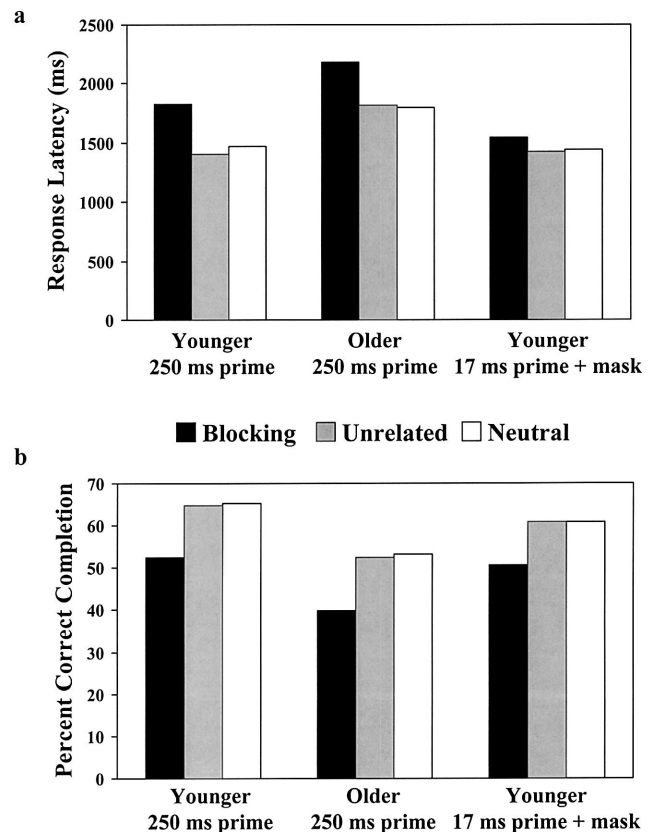 a
Response Latency (ms)
2500
2000
1500
1000
500
0
Younger Older Younger
250 ms prime 250 ms prime 17 ms prime + mask
Blocking Unrelated Neutral
b
Percent Correct Completion
70
60
50
40
30
20
10
0
Younger Older Younger
250 ms prime 250 ms prime 17 ms prime + mask